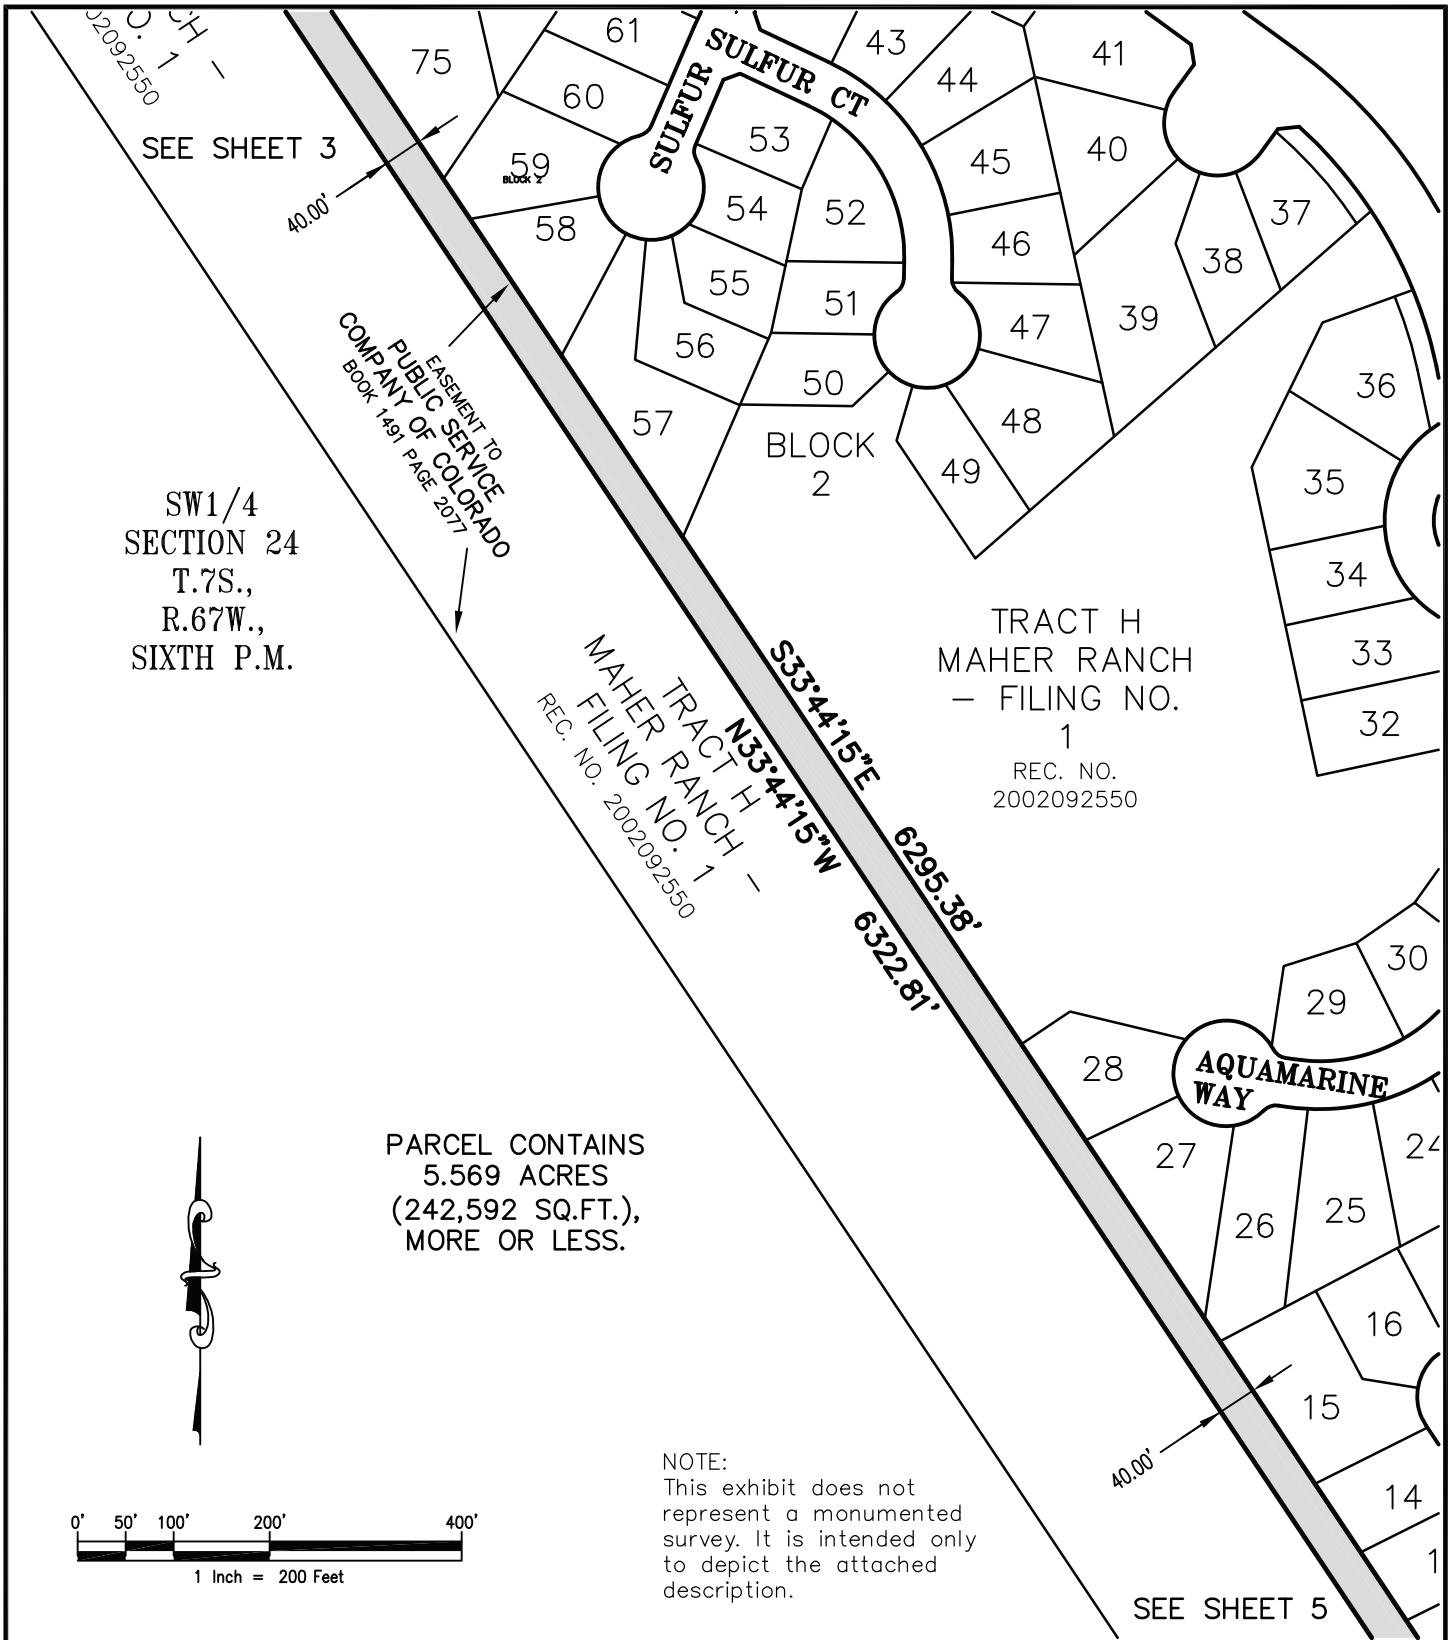 CH –
O. 1
02092550
SEE SHEET 3
40.00'
75
61
60
59
BLOCK 2
58
SULFUR
SULFUR CT
53
54
55
56
57
52
51
50
43
44
45
46
47
48
49
41
40
39
38
37
36
35
34
33
32
BLOCK
2
EASEMENT TO
PUBLIC SERVICE
COMPANY OF COLORADO
BOOK 1491 PAGE 2077
SW1/4
SECTION 24
T.7S.,
R.67W.,
SIXTH P.M.
TRACT H
MAHER RANCH
– FILING NO.
1
REC. NO.
2002092550
TRACT H
MAHER RANCH –
FILING NO. 1
REC. NO. 2002092550
S33°44'15"E
6295.38'
N33°44'15"W
6322.81'
30
29
28
AQUAMARINE
WAY
27
26
25
24
16
15
14
1
40.00'
PARCEL CONTAINS
5.569 ACRES
(242,592 SQ.FT.),
MORE OR LESS.
0' 50' 100' 200' 400'
1 Inch = 200 Feet
NOTE:
This exhibit does not
represent a monumented
survey. It is intended only
to depict the attached
description.
SEE SHEET 5